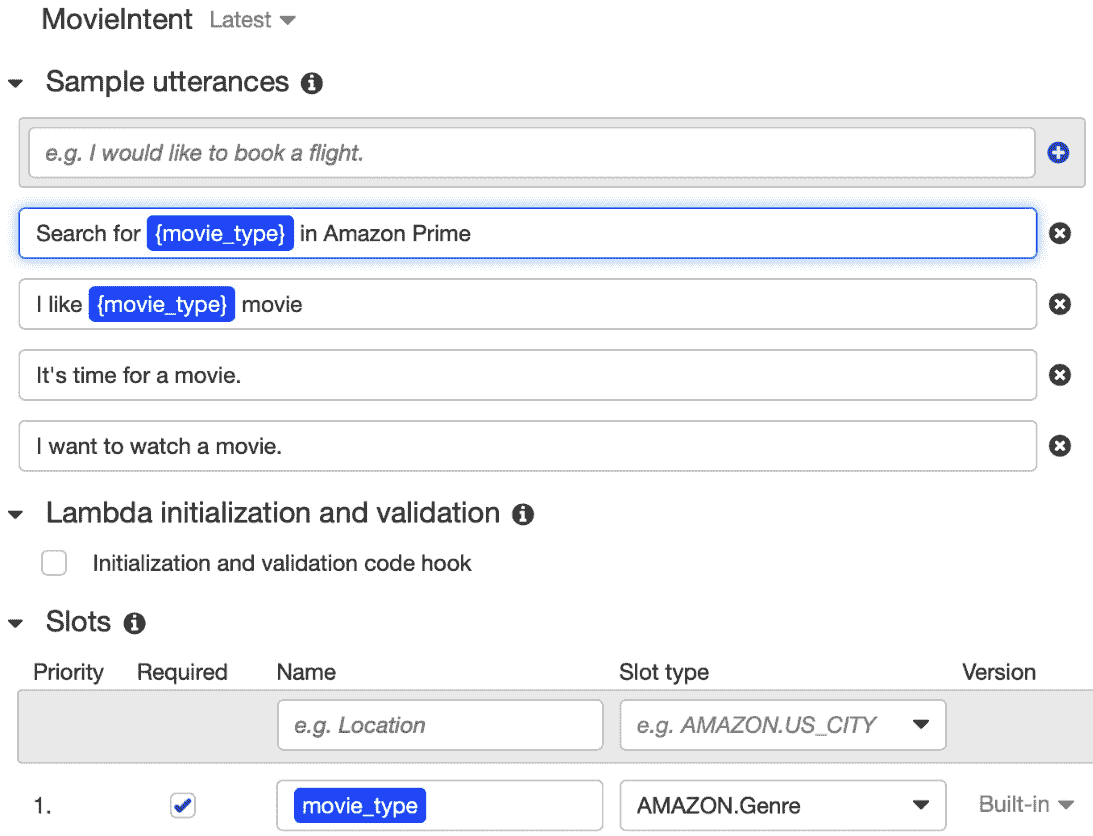 MovieIntent Latest
Sample utterances
e.g. I would like to book a flight.
Search for {movie_type} in Amazon Prime
I like {movie_type} movie
It's time for a movie.
I want to watch a movie.
Lambda initialization and validation
Initialization and validation code hook
Slots
Priority Required Name Slot type Version
e.g. Location e.g. AMAZON.US_CITY
1. movie_type AMAZON.Genre Built-in